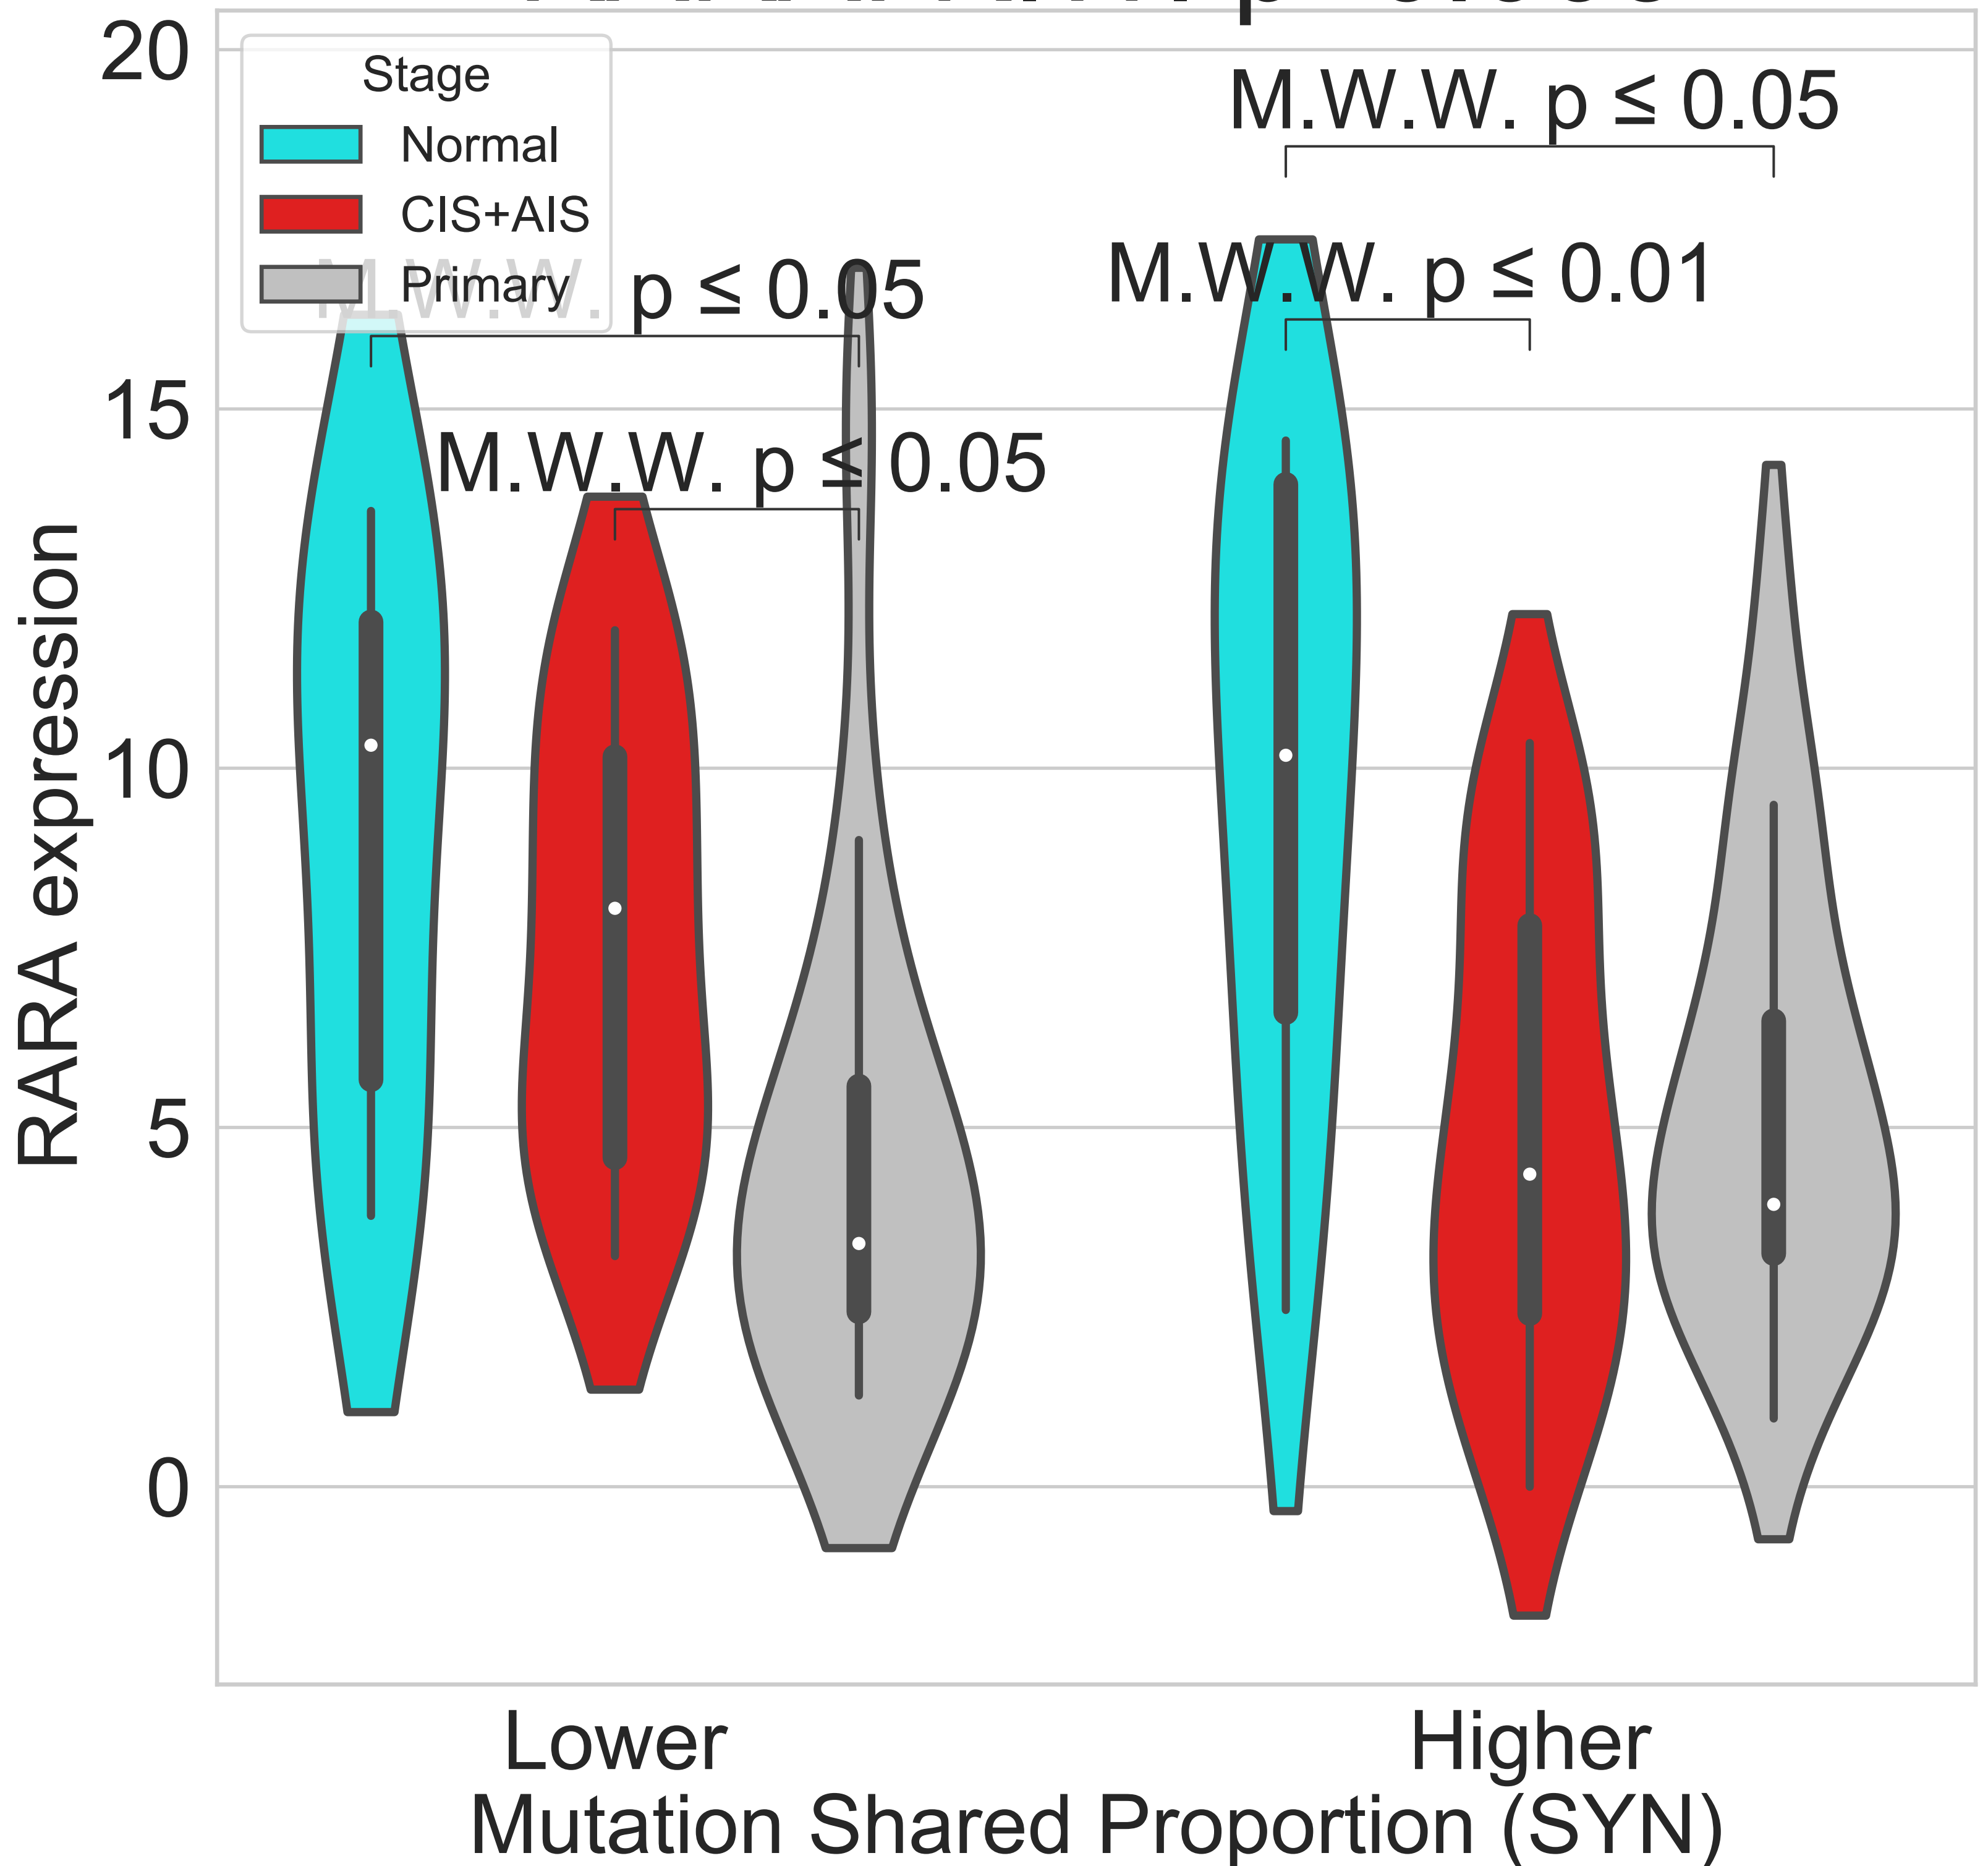 20
15
10
5
0
RARA expression
Stage
Normal
CIS+AIS
Primary
M.W.W. p ≤ 0.05
M.W.W. p ≤ 0.01
M.W.W. p ≤ 0.05
M.W.W. p ≤ 0.05
Lower
Higher
Mutation Shared Proportion (SYN)